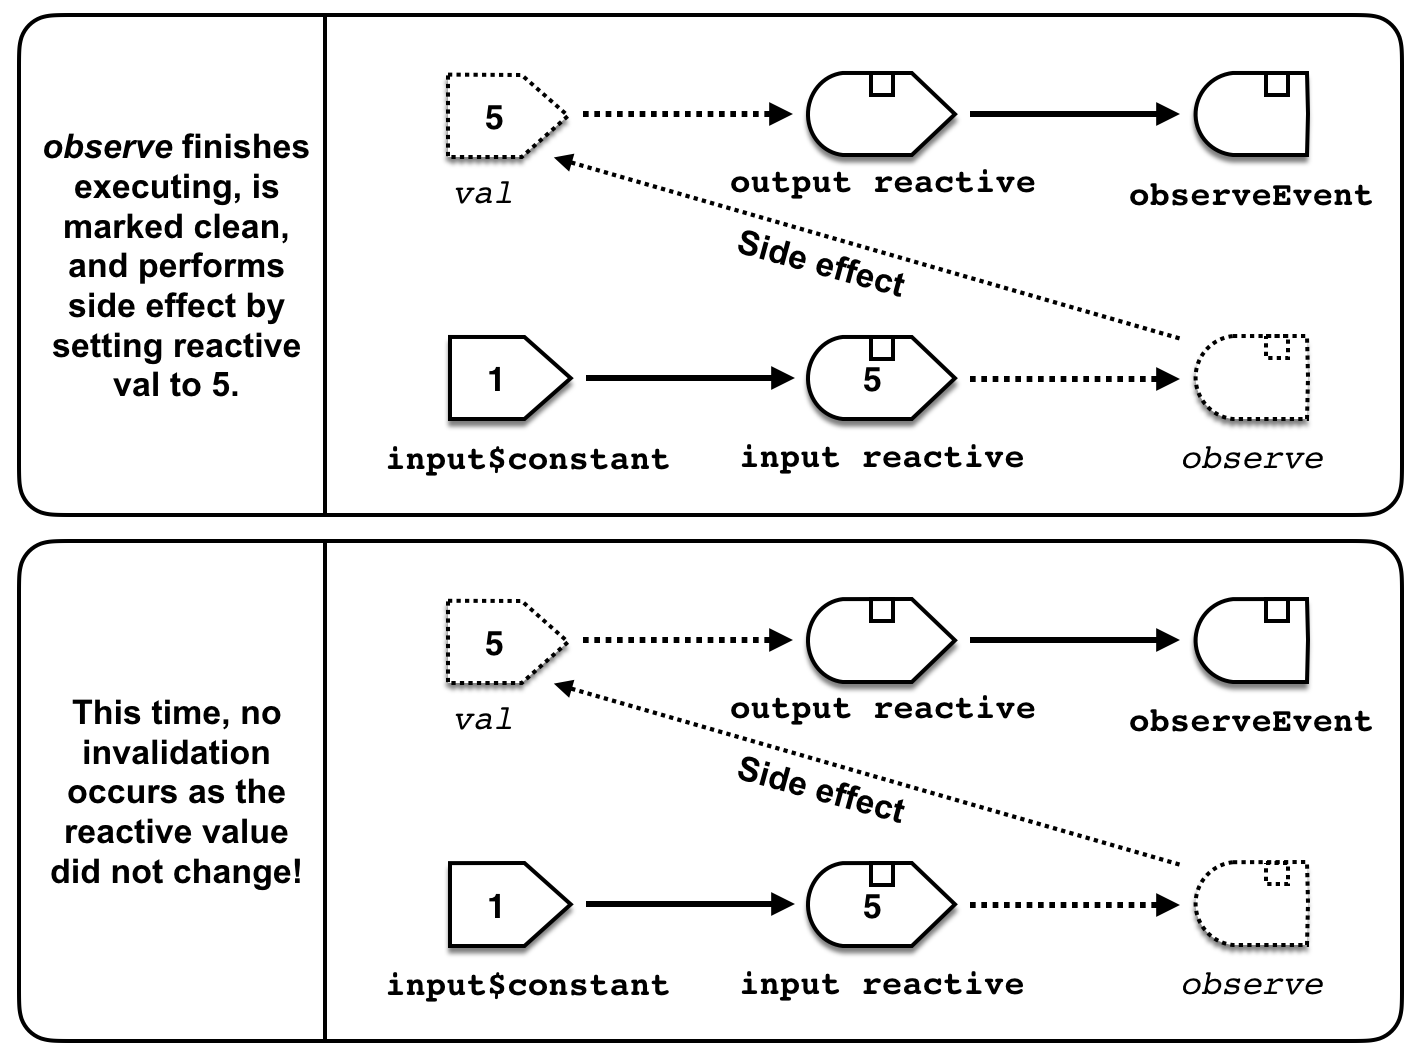 observe finishes
executing, is
marked clean,
and performs
side effect by
setting reactive
val to 5.
5
val
output reactive
observeEvent
Side effect
1
5
input$constant
input reactive
observe
This time, no
invalidation
occurs as the
reactive value
did not change!
5
val
output reactive
observeEvent
Side effect
1
5
input$constant
input reactive
observe